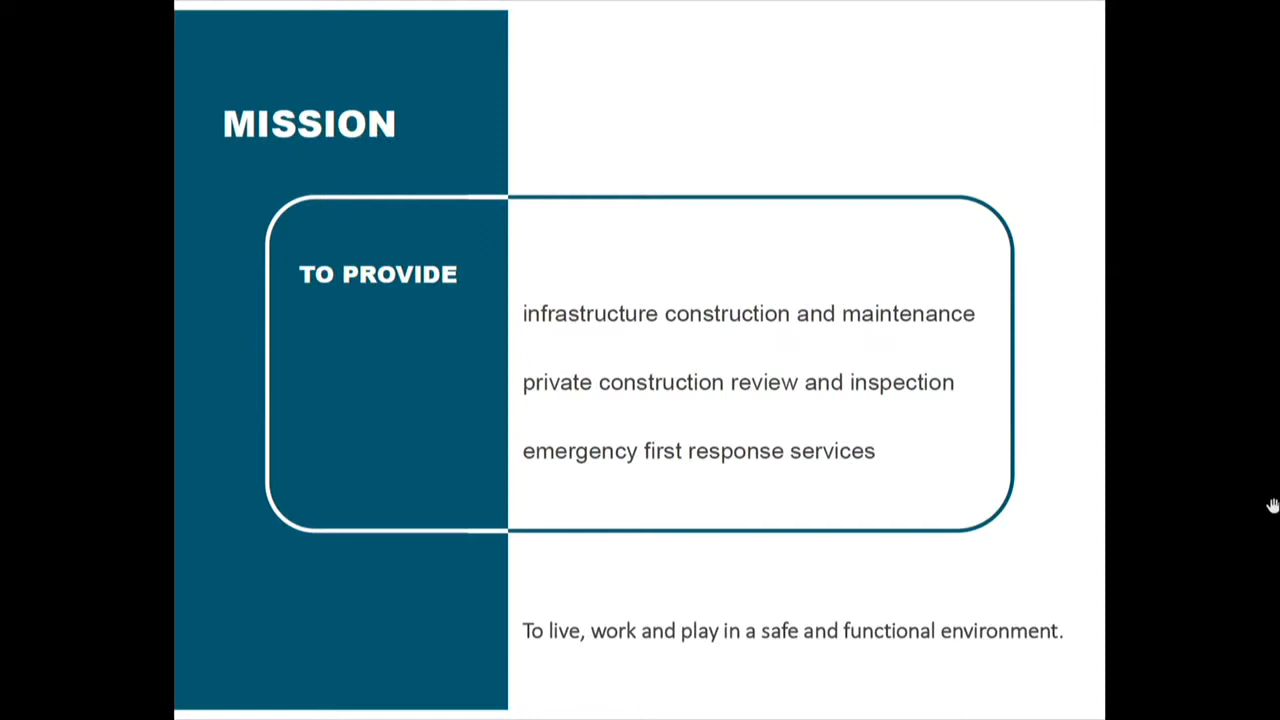 MISSION
TO PROVIDE
infrastructure construction and maintenance
private construction review and inspection
emergency first response services
To live, work and play in a safe and functional environment.